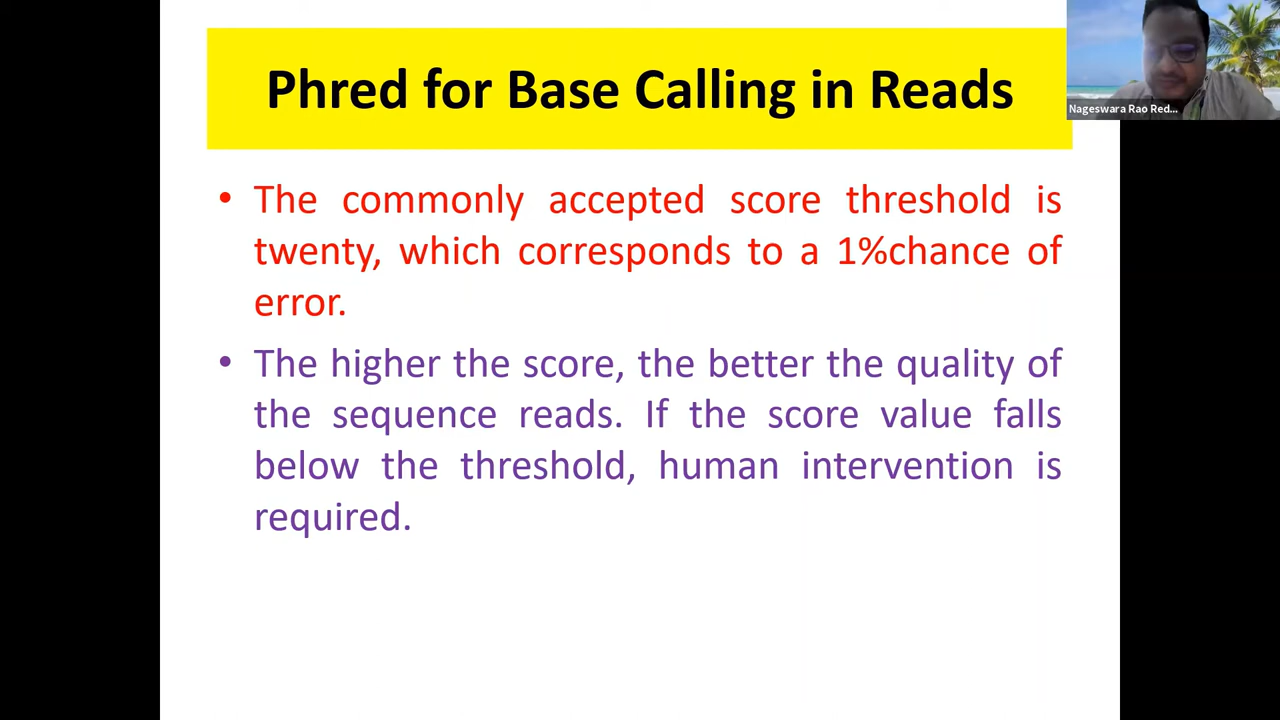 Phred for Base Calling in Reads
Nageswara Rao Red...
• The commonly accepted score threshold is
twenty, which corresponds to a 1%chance of
error.
• The higher the score, the better the quality of
the sequence reads. If the score value falls
below the threshold, human intervention is
required.